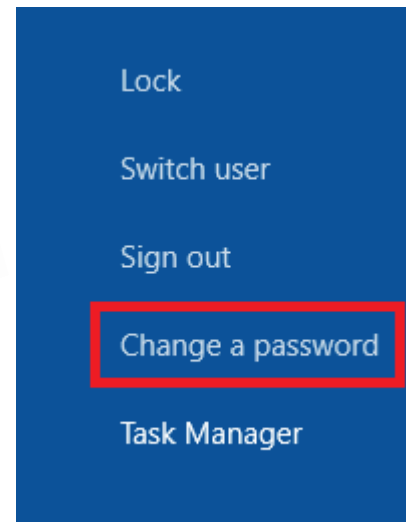 Lock
Switch user
Sign out
Change a password
Task Manager